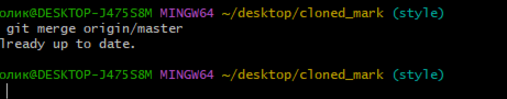 олик@DESKTOP-J475S8M MINGW64 ~/desktop/cloned_mark (style)
git merge origin/master
lready up to date.
олик@DESKTOP-J475S8M MINGW64 ~/desktop/cloned_mark (style)